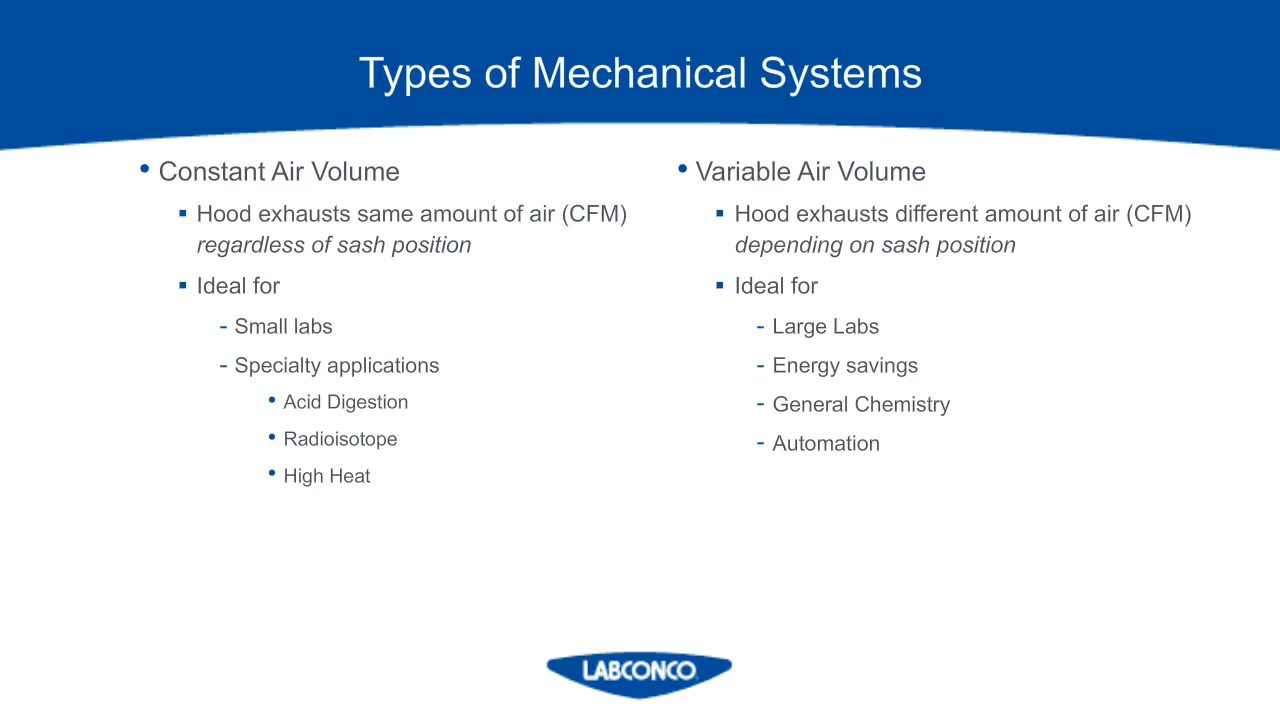 Types of Mechanical Systems
• Constant Air Volume
▪ Hood exhausts same amount of air (CFM)
regardless of sash position
▪ Ideal for
- Small labs
- Specialty applications
• Acid Digestion
• Radioisotope
• High Heat
• Variable Air Volume
▪ Hood exhausts different amount of air (CFM)
depending on sash position
▪ Ideal for
- Large Labs
- Energy savings
- General Chemistry
- Automation
LABCONCO